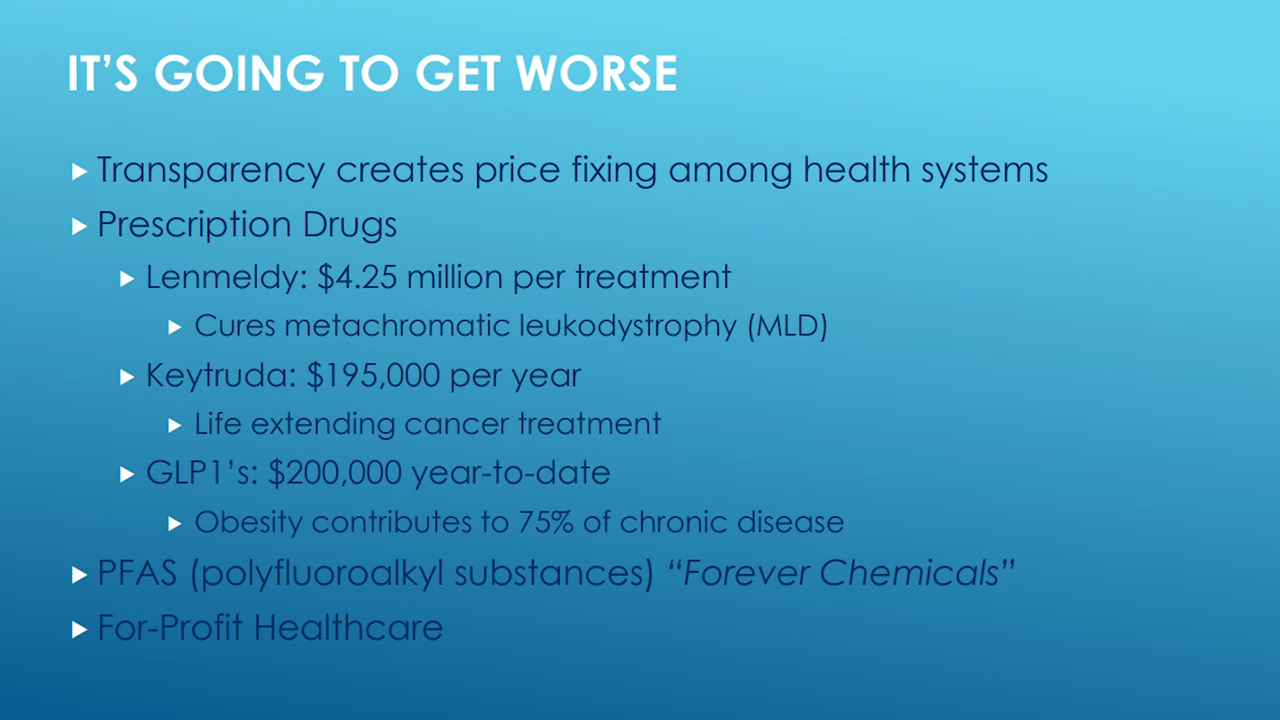 IT'S GOING TO GET WORSE
Transparency creates price fixing among health systems
Prescription Drugs
Lenmeldy: $4.25 million per treatment
Cures metachromatic leukodystrophy (MLD)
Keytruda: $195,000 per year
Life extending cancer treatment
GLP1's: $200,000 year-to-date
Obesity contributes to 75% of chronic disease
PFAS (polyfluoroalkyl substances) “Forever Chemicals”
For-Profit Healthcare